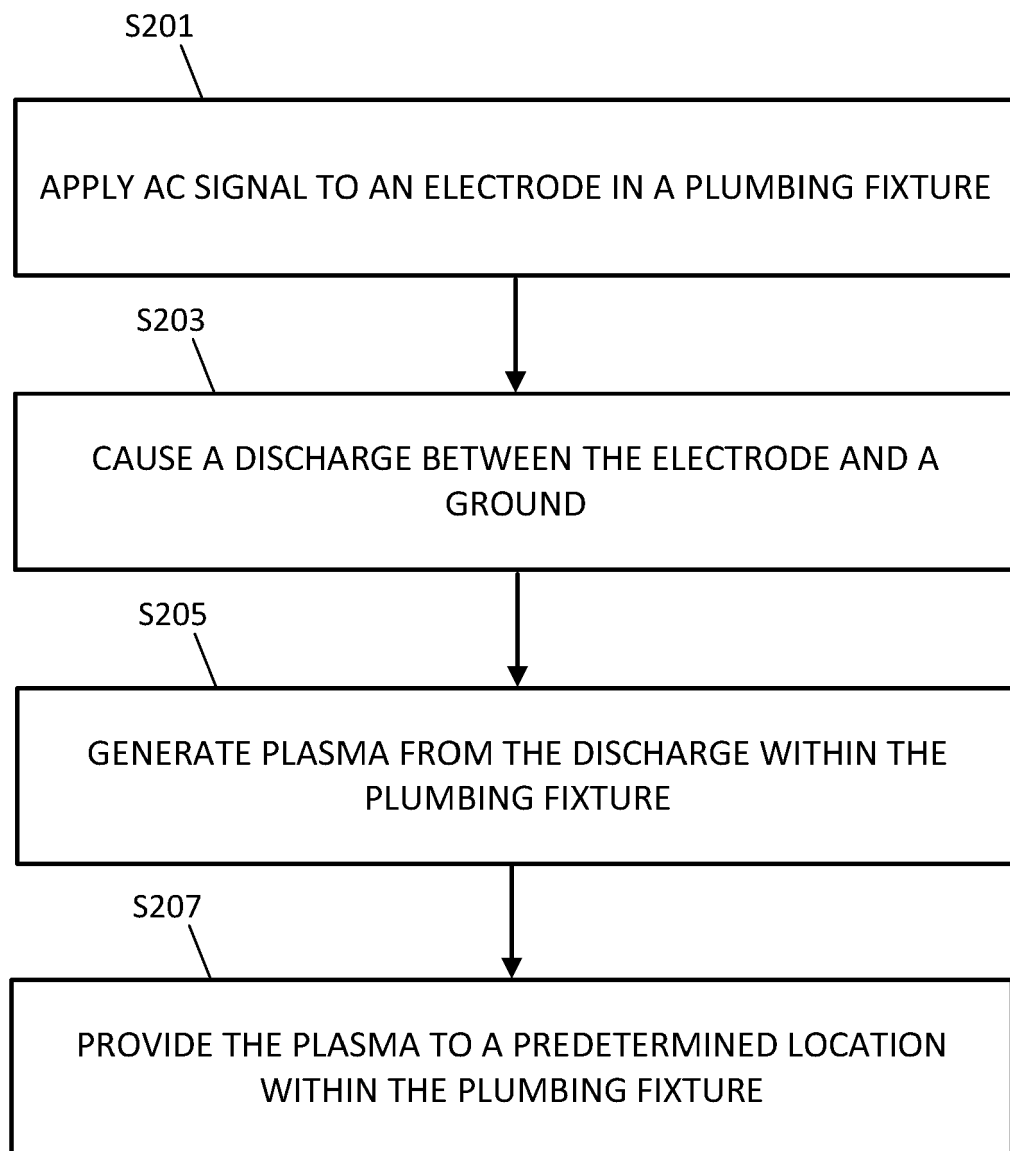 S201
APPLY AC SIGNAL TO AN ELECTRODE IN A PLUMBING FIXTURE
S203
CAUSE A DISCHARGE BETWEEN THE ELECTRODE AND A
GROUND
S205
GENERATE PLASMA FROM THE DISCHARGE WITHIN THE
PLUMBING FIXTURE
S207
PROVIDE THE PLASMA TO A PREDETERMINED LOCATION
WITHIN THE PLUMBING FIXTURE